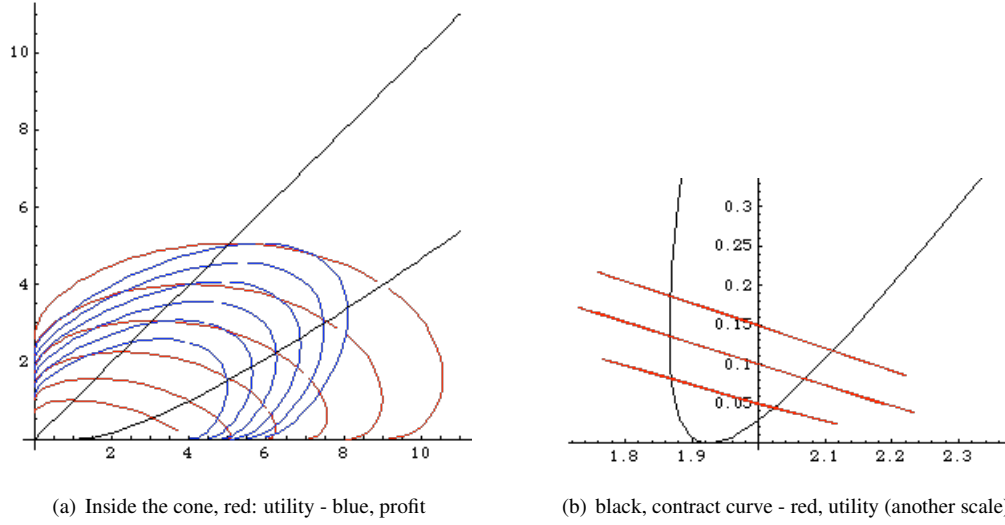 10
8
6
4
2
2 4 6 8 10
0.3
0.25
0.2
0.15
0.1
0.05
1.8 1.9 2.1 2.2 2.3
(a) Inside the cone, red: utility - blue, profit
(b) black, contract curve - red, utility (another scale)